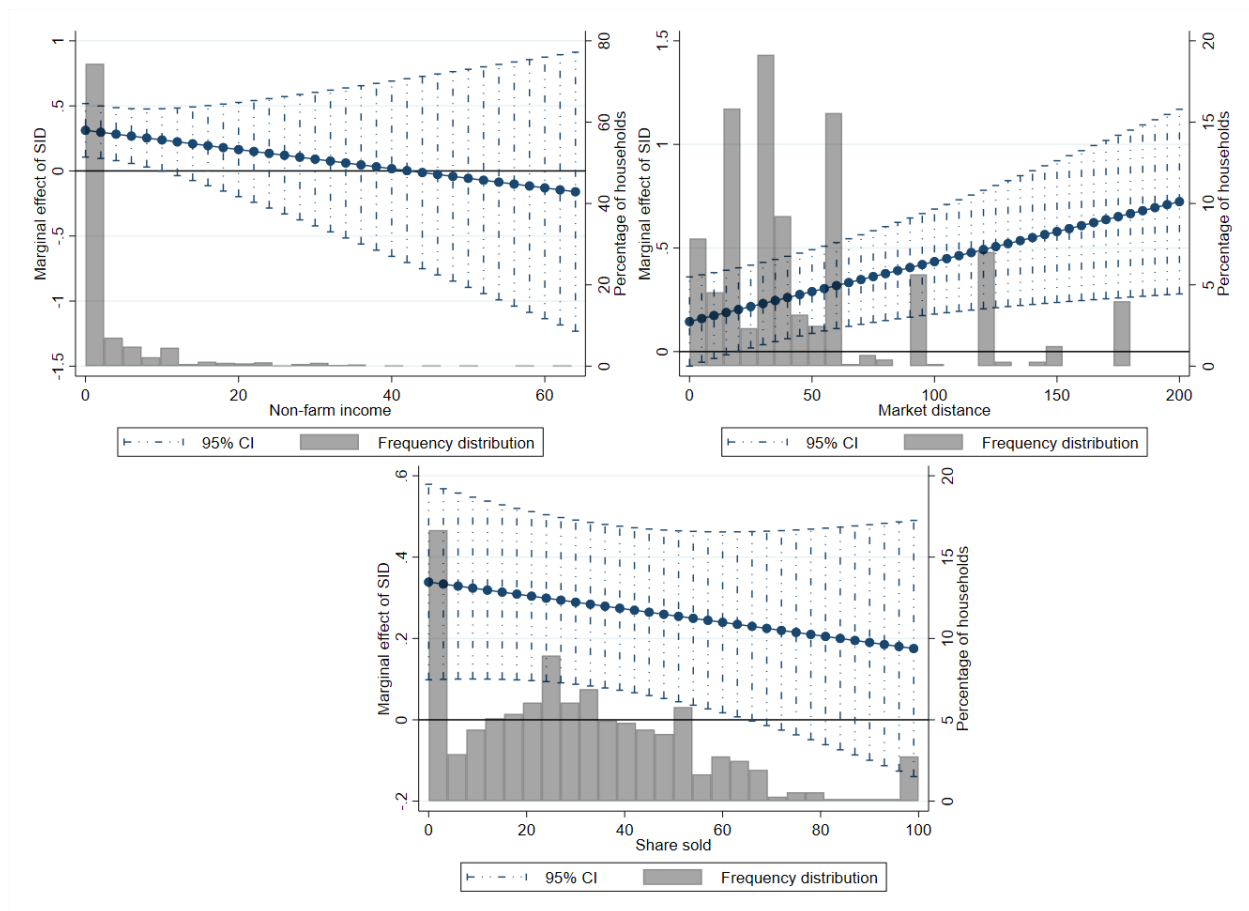 1
.5
0
-.5
-1
-1.5
Marginal effect of SID
80
60
40
20
0
Percentage of households
0 20 40 60
Non-farm income
95% CI Frequency distribution
1.5
1
.5
0
Marginal effect of SID
20
15
10
5
0
Percentage of households
0 50 100 150 200
Market distance
95% CI Frequency distribution
.6
.4
.2
0
-.2
Marginal effect of SID
20
15
10
5
0
Percentage of households
0 20 40 60 80 100
Share sold
95% CI Frequency distribution